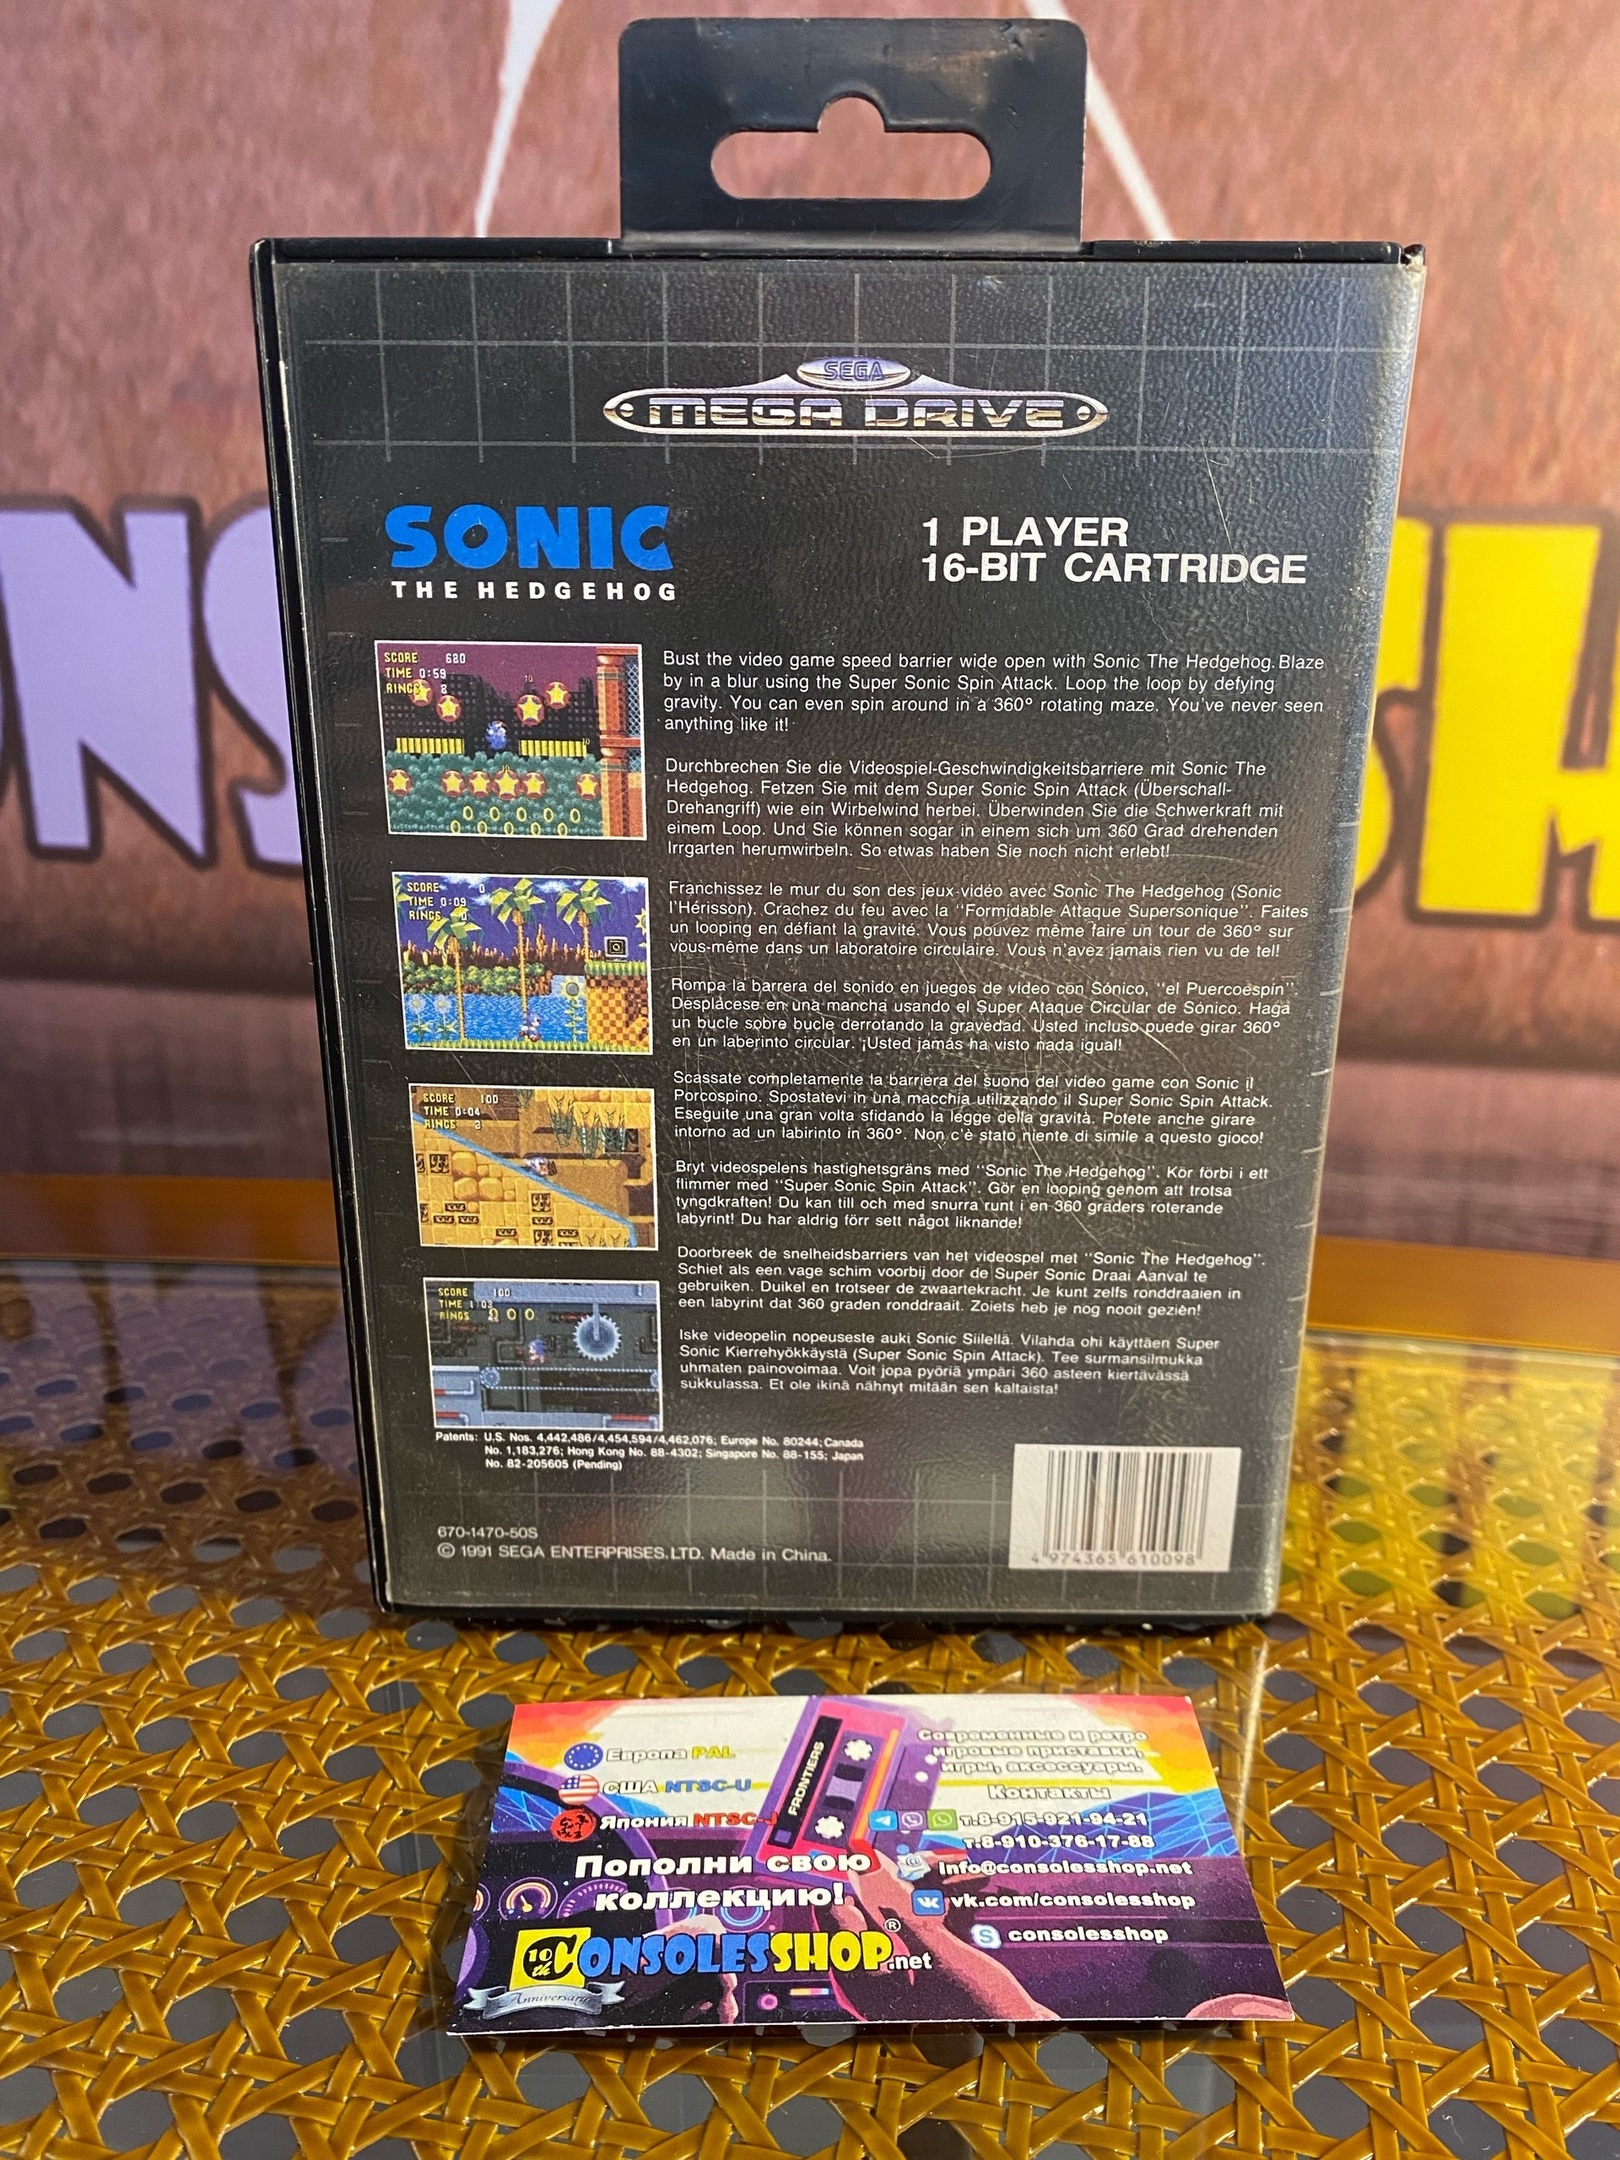 SEGA
MEGA DRIVE
SONIC
THE HEDGEHOG
1 PLAYER
16-BIT CARTRIDGE
SCORE 680
TIME 0:59
RINGS 2
10
10
10
Bust the video game speed barrier wide open with Sonic The Hedgehog. Blaze
by in a blur using the Super Sonic Spin Attack. Loop the loop by defying
gravity. You can even spin around in a 360° rotating maze. You've never seen
anything like it!
Durchbrechen Sie die Videospiel-Geschwindigkeitsbarriere mit Sonic The
Hedgehog. Fetzen Sie mit dem Super Sonic Spin Attack (Überschall-
Drehangriff) wie ein Wirbelwind herbei. Überwinden Sie die Schwerkraft mit
einem Loop. Und Sie können sogar in einem sich um 360 Grad drehenden
Irrgarten herumwirbeln. So etwas haben Sie noch nicht erlebt!
SCORE 0
TIME 0:09
RINGS 0
Franchissez le mur du son des jeux-vidéo avec Sonic The Hedgehog (Sonic
l'Hérisson). Crachez du feu avec la "Formidable Attaque Supersonique". Faites
un looping en défiant la gravité. Vous pouvez même faire un tour de 360° sur
vous-même dans un laboratoire circulaire. Vous n'avez jamais rien vu de tel!
Rompa la barrera del sonido en juegos de video con Sónico, "el Puercoespín".
Desplácese en una mancha usando el Super Ataque Circular de Sónico. Haga
un bucle sobre bucle derrotando la gravedad. Usted incluso puede girar 360°
en un laberinto circular. ¡Usted jamás ha visto nada igual!
SCORE 100
TIME 0:04
RINGS 2
Scassate completamente la barriera del suono del video game con Sonic il
Porcospino. Spostatevi in una macchia utilizzando il Super Sonic Spin Attack.
Eseguite una gran volta sfidando la legge della gravità. Potete anche girare
intorno ad un labirinto in 360°. Non c'è stato niente di simile a questo gioco!
Bryt videospelens hastighetsgräns med "Sonic The Hedgehog". Kör förbi i ett
flimmer med "Super Sonic Spin Attack". Gör en looping genom att trotsa
tyngdkraften! Du kan till och med snurra runt i en 360 graders roterande
labyrint! Du har aldrig förr sett något liknande!
SCORE 100
TIME 1:03
RINGS
Doorbreek de snelheidsbarriers van het videospel met "Sonic The Hedgehog".
Schiet als een vage schim voorbij door de Super Sonic Draai Aanval te
gebruiken. Duikel en trotseer de zwaartekracht. Je kunt zelfs ronddraaien in
een labyrint dat 360 graden ronddraait. Zoiets heb je nog nooit gezien!
Iske videopelin nopeuseste auki Sonic Siilellä. Vilahda ohi käyttäen Super
Sonic Kierrehyökkäystä (Super Sonic Spin Attack). Tee surmansilmukka
uhmaten painovoimaa. Voit jopa pyöriä ympäri 360 asteen kiertävässä
sukkulassa. Et ole ikinä nähnyt mitään sen kaltaista!
Patents: U.S. Nos. 4,442,486/4,454,594/4,462,076; Europe No. 80244; Canada
No. 1,183,276; Hong Kong No. 88-4302; Singapore No. 88-155; Japan
No. 82-205605 (Pending)
670-1470-50S
© 1991 SEGA ENTERPRISES.LTD. Made in China.
4 974365 610098
Европа PAL
США NTSC-U
Япония NTSC-J
Пополни свою
коллекцию!
10th
CONSOLESSHOP®.net
Anniversary
FRONTIERS
Современные и ретро
игровые приставки,
игры, аксессуары.
Контакты
т:8-915-921-94-21
т:8-910-376-17-88
info@consolesshop.net
vk.com/consolesshop
consolesshop